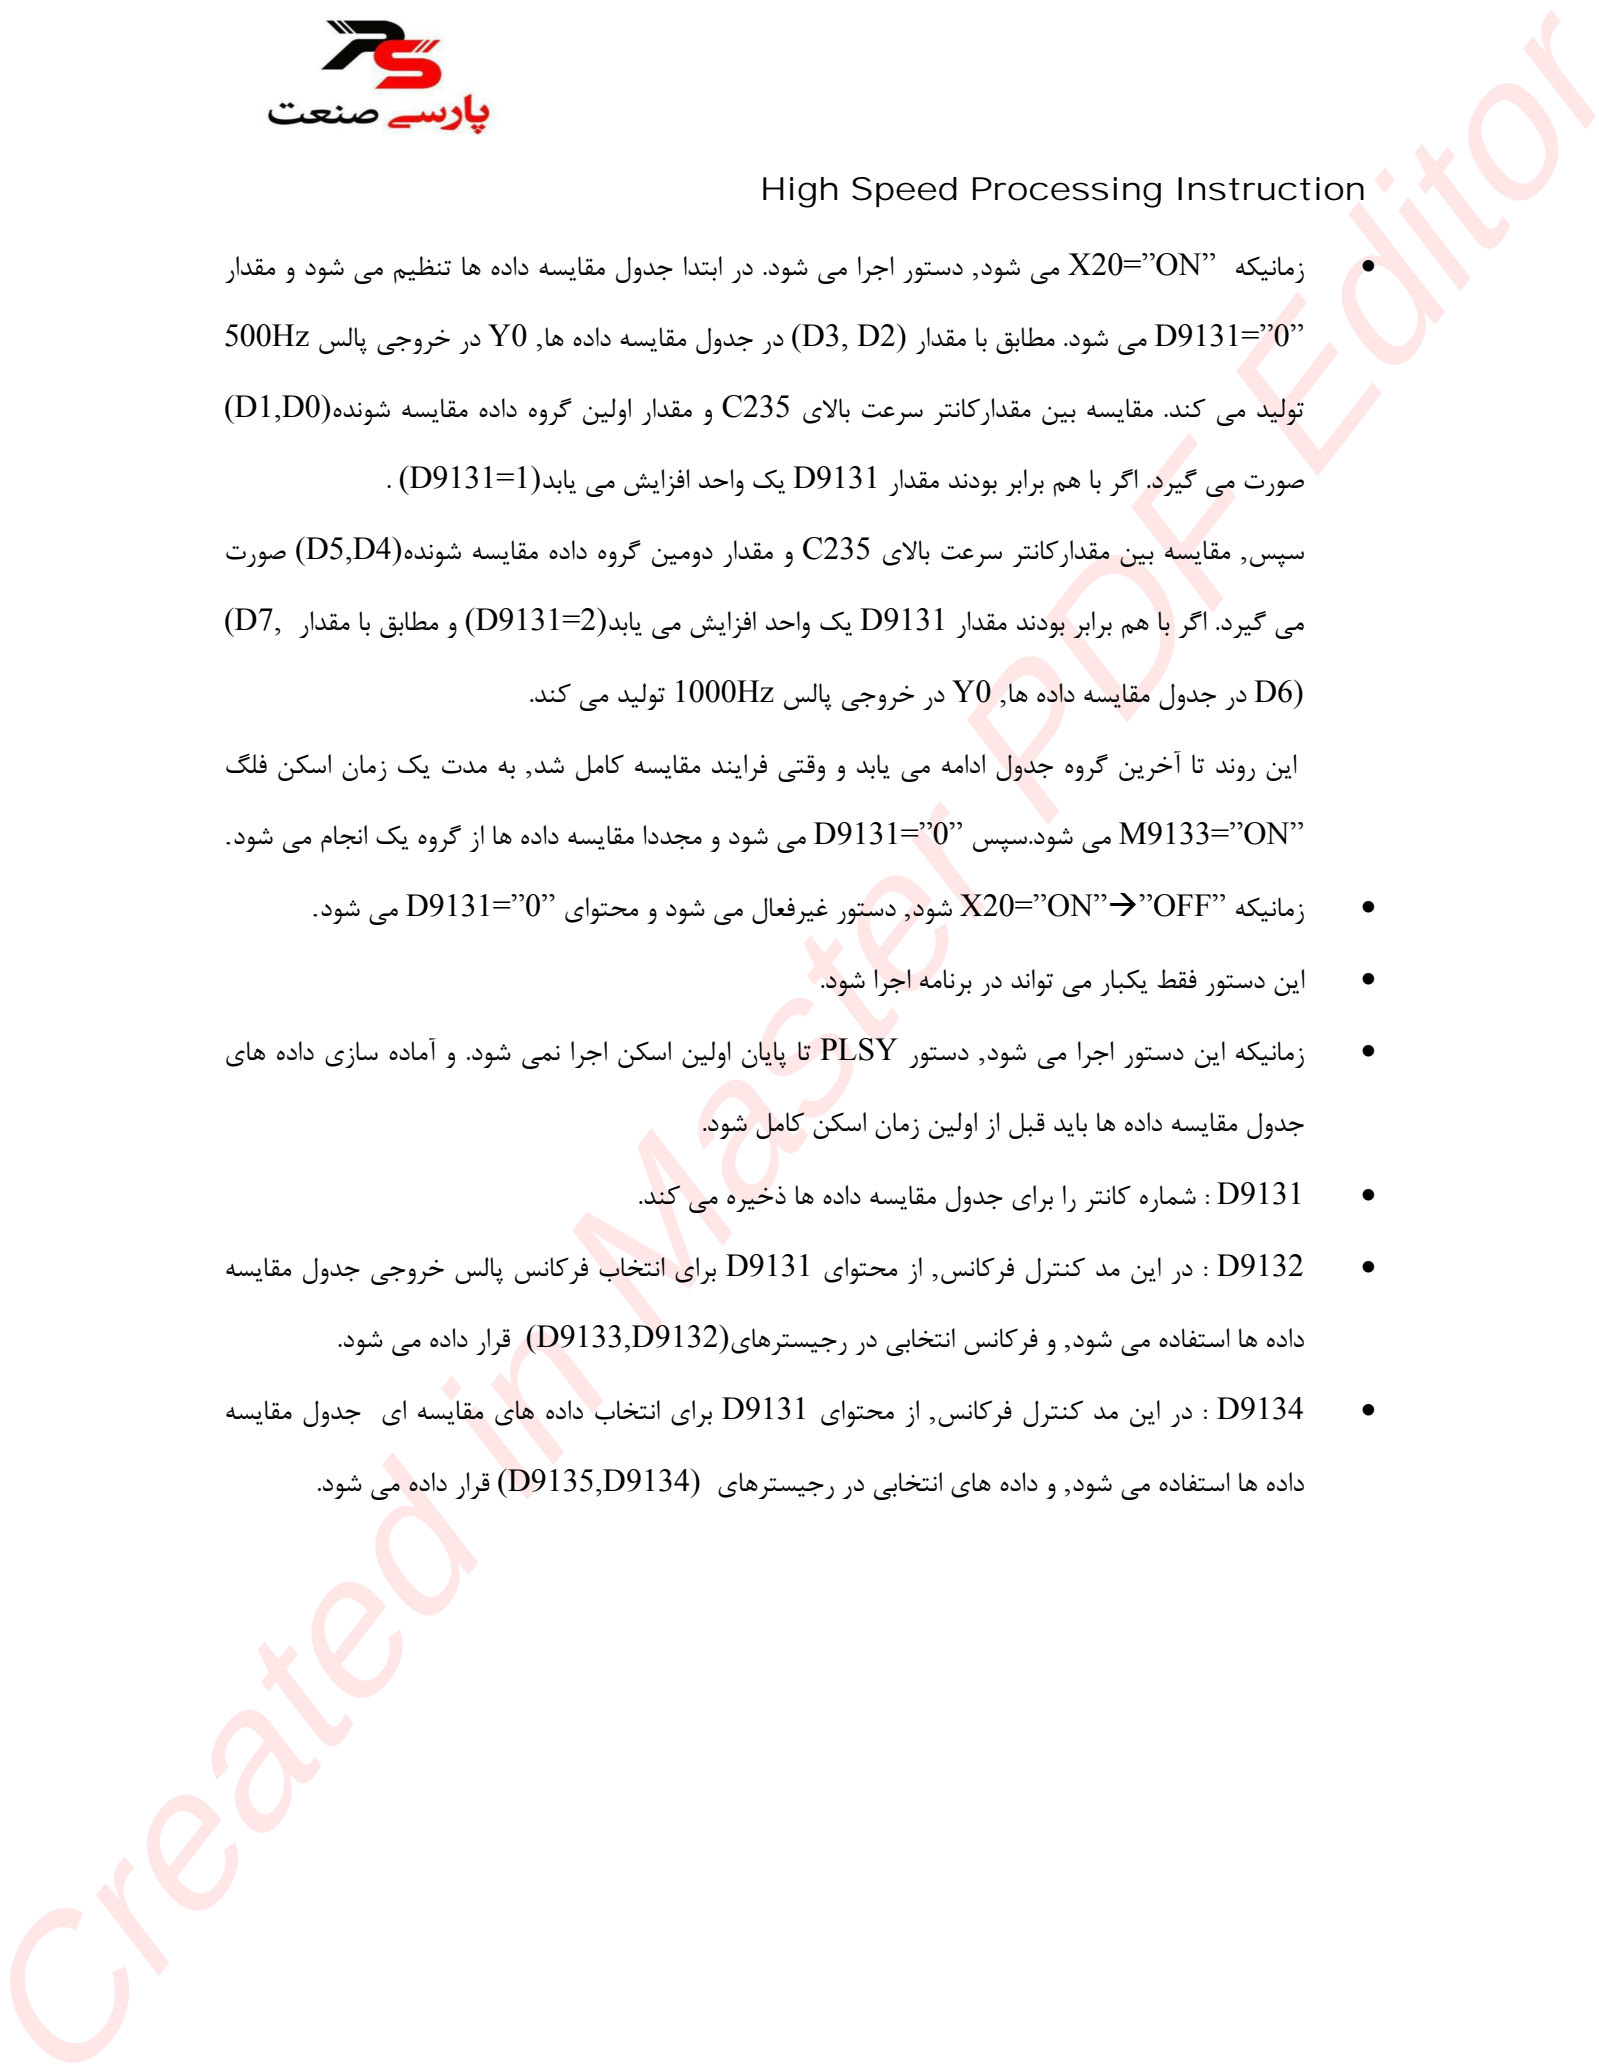 پارسی صنعت
High Speed Processing Instruction
• زمانیکه X20=”ON” می شود, دستور اجرا می شود. در ابتدا جدول مقایسه داده ها تنظیم می شود و مقدار
D9131=”0” می شود. مطابق با مقدار (D3, D2) در جدول مقایسه داده ها, Y0 در خروجی پالس 500Hz
تولید می کند. مقایسه بین مقدارکانتر سرعت بالای C235 و مقدار اولین گروه داده مقایسه شونده(D1,D0)
صورت می گیرد. اگر با هم برابر بودند مقدار D9131 یک واحد افزایش می یابد(D9131=1) .
سپس, مقایسه بین مقدارکانتر سرعت بالای C235 و مقدار دومین گروه داده مقایسه شونده(D5,D4) صورت
می گیرد. اگر با هم برابر بودند مقدار D9131 یک واحد افزایش می یابد(D9131=2) و مطابق با مقدار (D7,
D6) در جدول مقایسه داده ها, Y0 در خروجی پالس 1000Hz تولید می کند.
این روند تا آخرین گروه جدول ادامه می یابد و وقتی فرایند مقایسه کامل شد, به مدت یک زمان اسکن فلگ
M9133=”ON” می شود.سپس D9131=”0” می شود و مجددا مقایسه داده ها از گروه یک انجام می شود.
• زمانیکه X20=”ON”→”OFF” شود, دستور غیرفعال می شود و محتوای D9131=”0” می شود.
• این دستور فقط یکبار می تواند در برنامه اجرا شود.
• زمانیکه این دستور اجرا می شود, دستور PLSY تا پایان اولین اسکن اجرا نمی شود. و آماده سازی داده های
جدول مقایسه داده ها باید قبل از اولین زمان اسکن کامل شود.
• D9131 : شماره کانتر را برای جدول مقایسه داده ها ذخیره می کند.
• D9132 : در این مد کنترل فرکانس, از محتوای D9131 برای انتخاب فرکانس پالس خروجی جدول مقایسه
داده ها استفاده می شود, و فرکانس انتخابی در رجیسترهای(D9133,D9132) قرار داده می شود.
• D9134 : در این مد کنترل فرکانس, از محتوای D9131 برای انتخاب داده های مقایسه ای جدول مقایسه
داده ها استفاده می شود, و داده های انتخابی در رجیسترهای (D9135,D9134) قرار داده می شود.
Created in Master PDF Editor